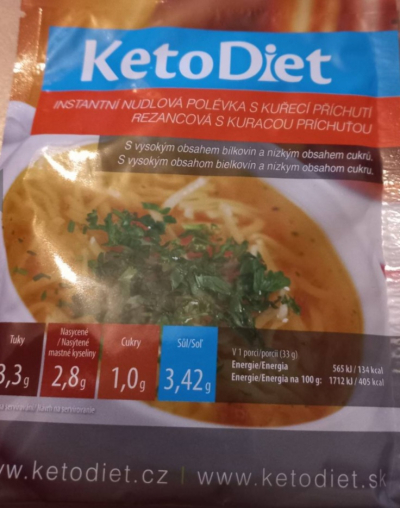 KetoDiet
INSTANTNÍ NUDLOVÁ POLÉVKA S KUŘECÍ PŘÍCHUTÍ
REZANCOVÁ S KURACOU PRÍCHUŤOU
S vysokým obsahem bílkovin a nízkým obsahem cukrů.
S vysokým obsahom bielkovín a nízkym obsahom cukru.
Tuky
3,3g
Nasycené
/ Nasýtené
mastné kyseliny
2,8g
Cukry
1,0g
Sůl/Soľ
3,42g
V 1 porci/porcii (33 g)
Energie/Energia 565 kJ / 134 kcal
Energie/Energia na 100 g: 1712 kJ / 405 kcal
www.ketodiet.cz | www.ketodiet.sk